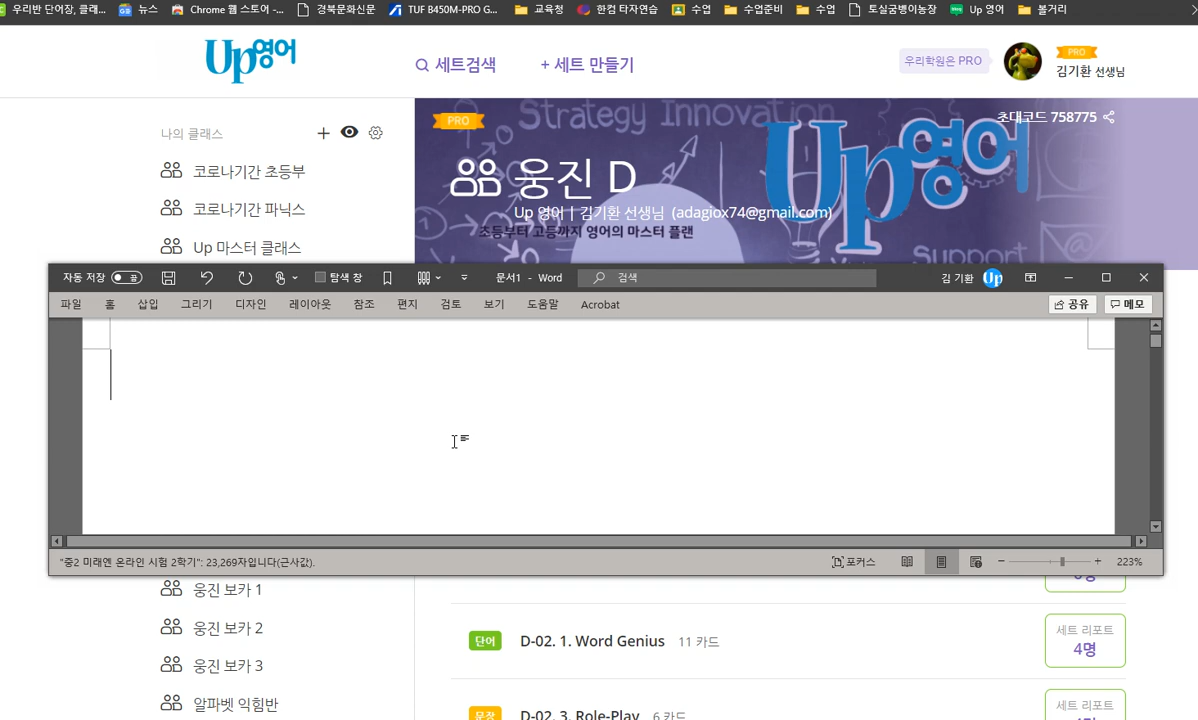 우리반 단어장, 클래... 뉴스 Chrome 웹 스토어 -... 경북문화신문 TUF B450M-PRO G... 교육청 한컴 타자연습 수업 수업준비 수업 토실굼벵이농장 Up 영어 볼거리
Up영어 세트검색 + 세트 만들기 우리학원은 PRO PRO
김기환 선생님
나의 클래스
코로나기간 초등부
코로나기간 파닉스
Up 마스터 클래스
Strategy Innovation
PRO
초대코드 758775
웅진 D
Up영어
Up 영어 | 김기환 선생님 (adagiox74@gmail.com)
초등부터 고등까지 영어의 마스터 플랜
Support
자동 저장 탐색 창 문서1 - Word 검색 김 기환 Up
파일 홈 삽입 그리기 디자인 레이아웃 참조 편지 검토 보기 도움말 Acrobat 공유 메모
"중2 미래엔 온라인 시험 2학기": 23,269자입니다(근사값). 포커스 223%
웅진 보카 1
웅진 보카 2
웅진 보카 3
알파벳 익힘반
단어 D-02. 1. Word Genius 11 카드 세트 리포트
4명
문장 D-02. 3. Role-Play 6 카드 세트 리포트